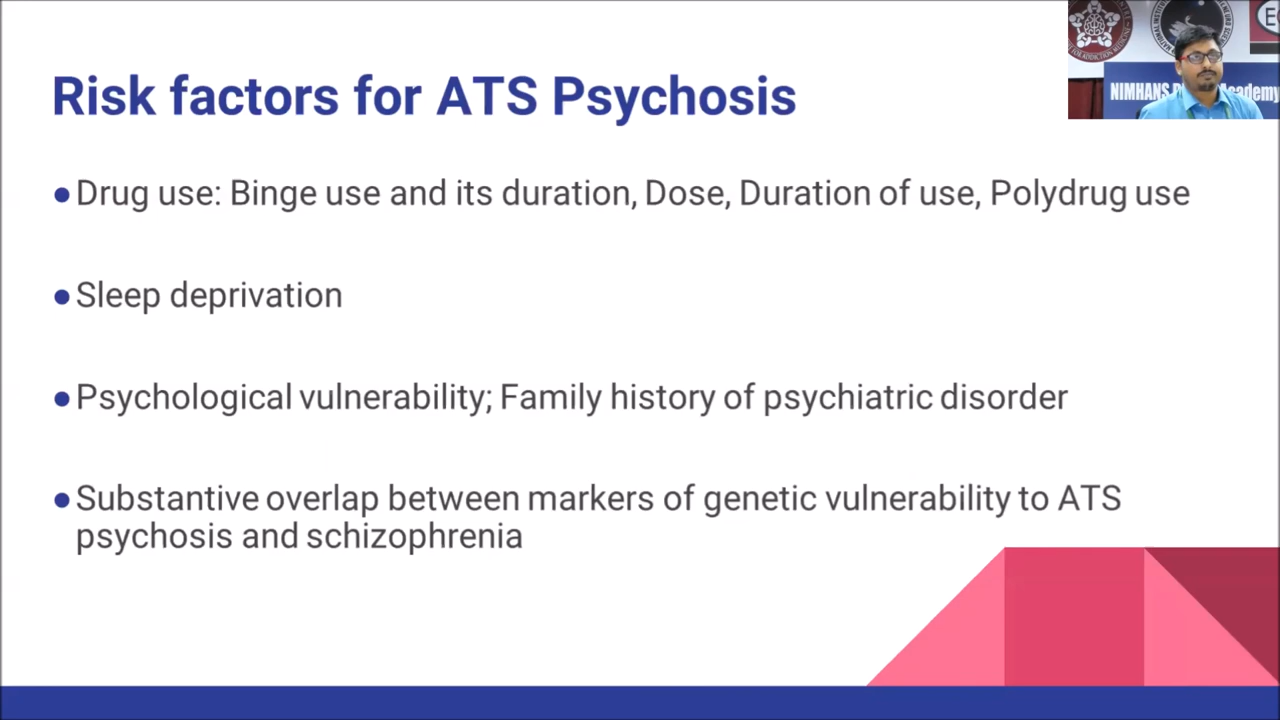 Risk factors for ATS Psychosis
●Drug use: Binge use and its duration, Dose, Duration of use, Polydrug use
●Sleep deprivation
●Psychological vulnerability; Family history of psychiatric disorder
●Substantive overlap between markers of genetic vulnerability to ATS
psychosis and schizophrenia
NIMHANS